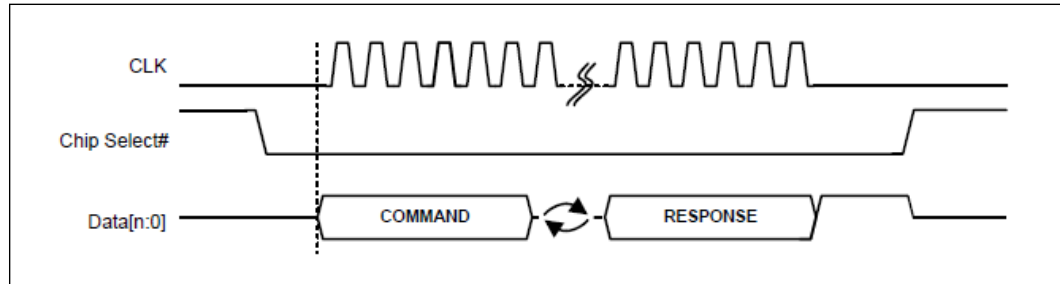 CLK
Chip Select#
Data[n:0]
COMMAND
RESPONSE